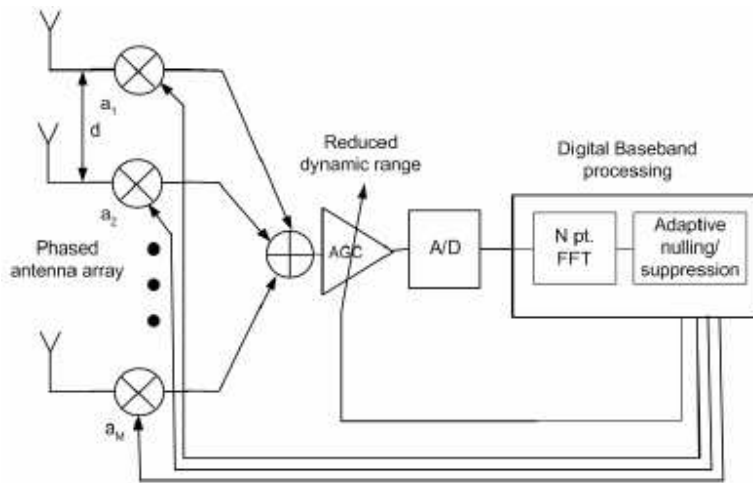 a1
d
Reduced
dynamic range
Digital Baseband
processing
a2
Phased
antenna array
AGC
A/D
N pt.
FFT
Adaptive
nulling/
suppression
aM